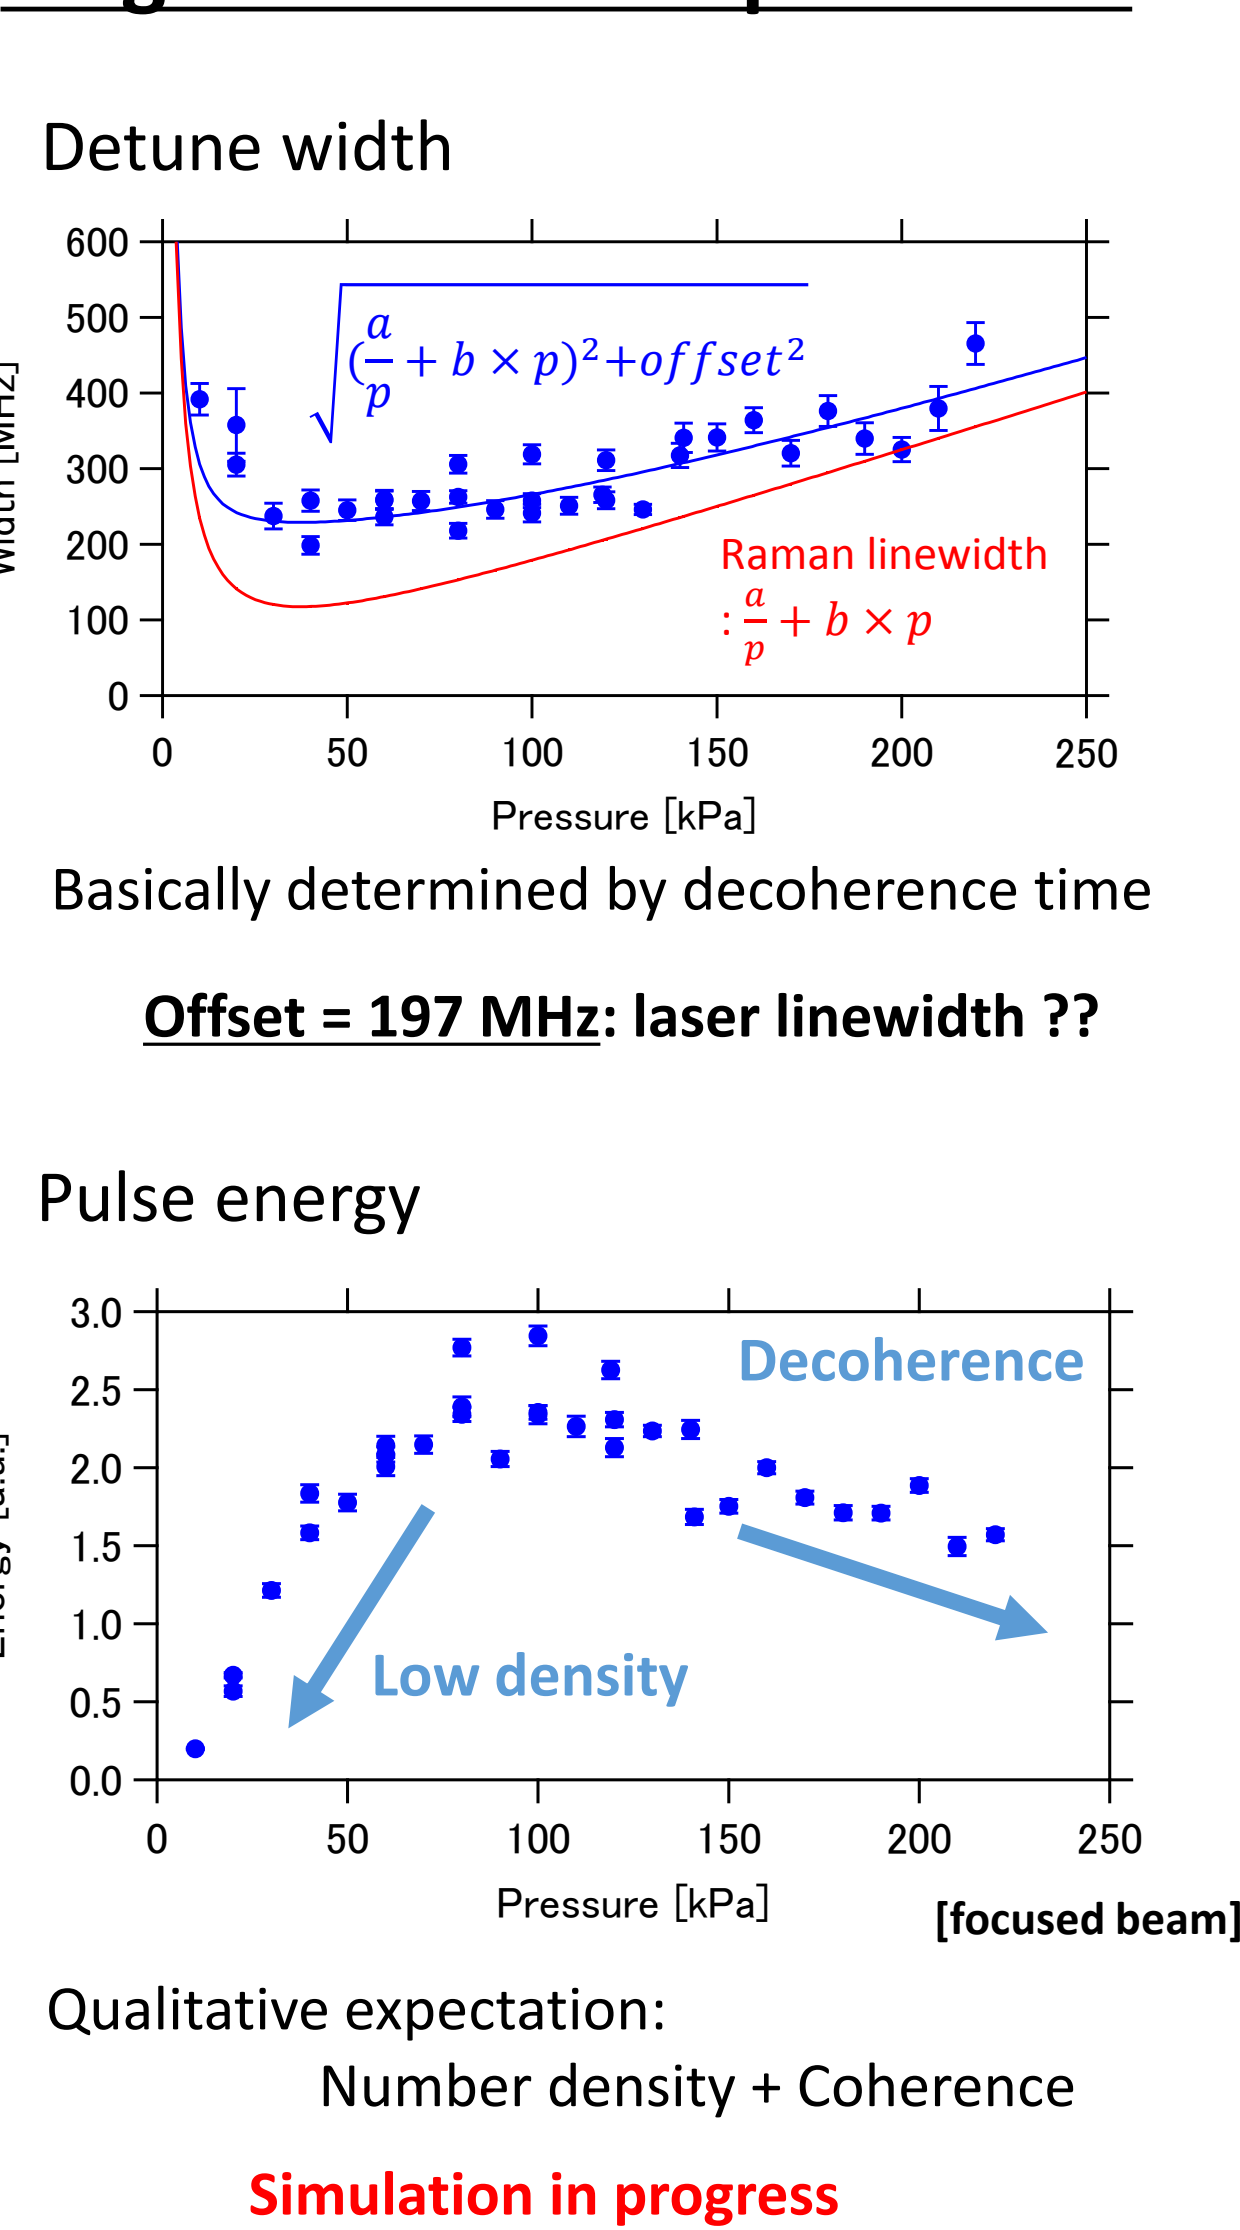 Detune width
600
500
400
300
200
100
0
Width [MHz]
√((a/p + b × p)²+offset²)
Raman linewidth
: a/p + b × p
0 50 100 150 200 250
Pressure [kPa]
Basically determined by decoherence time
Offset = 197 MHz: laser linewidth ??
Pulse energy
3.0
2.5
2.0
1.5
1.0
0.5
0.0
Energy [a.u.]
Decoherence
Low density
0 50 100 150 200 250
Pressure [kPa]
[focused beam]
Qualitative expectation:
Number density + Coherence
Simulation in progress